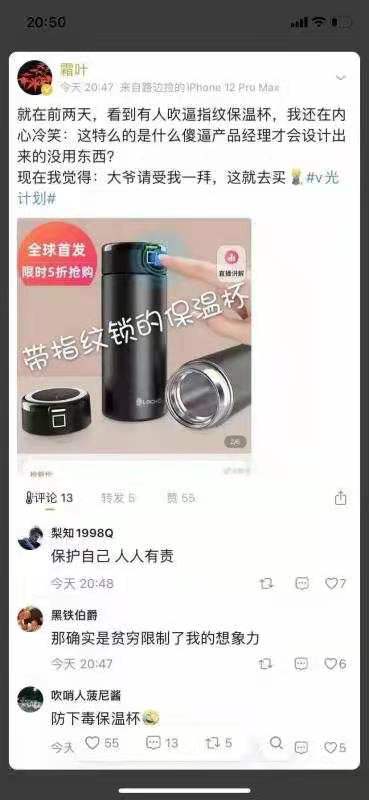 20:50
霜叶
今天 20:47 来自路边拉的iPhone 12 Pro Max
就在前两天，看到有人吹逼指纹保温杯，我还在内
心冷笑：这特么的是什么傻逼产品经理才会设计出
来的没用东西？
现在我觉得：大爷请受我一拜，这就去买 #v光
计划#
全球首发
限时5折抢购
直播讲解
带指纹锁的保温杯
2/6
评论 13
转发 5
赞 55
梨知1998Q
保护自己 人人有责
今天 20:48
7
黑铁伯爵
那确实是贫穷限制了我的想象力
今天 20:47
6
吹哨人菠尼酱
防下毒保温杯
今天
55
13
5
5